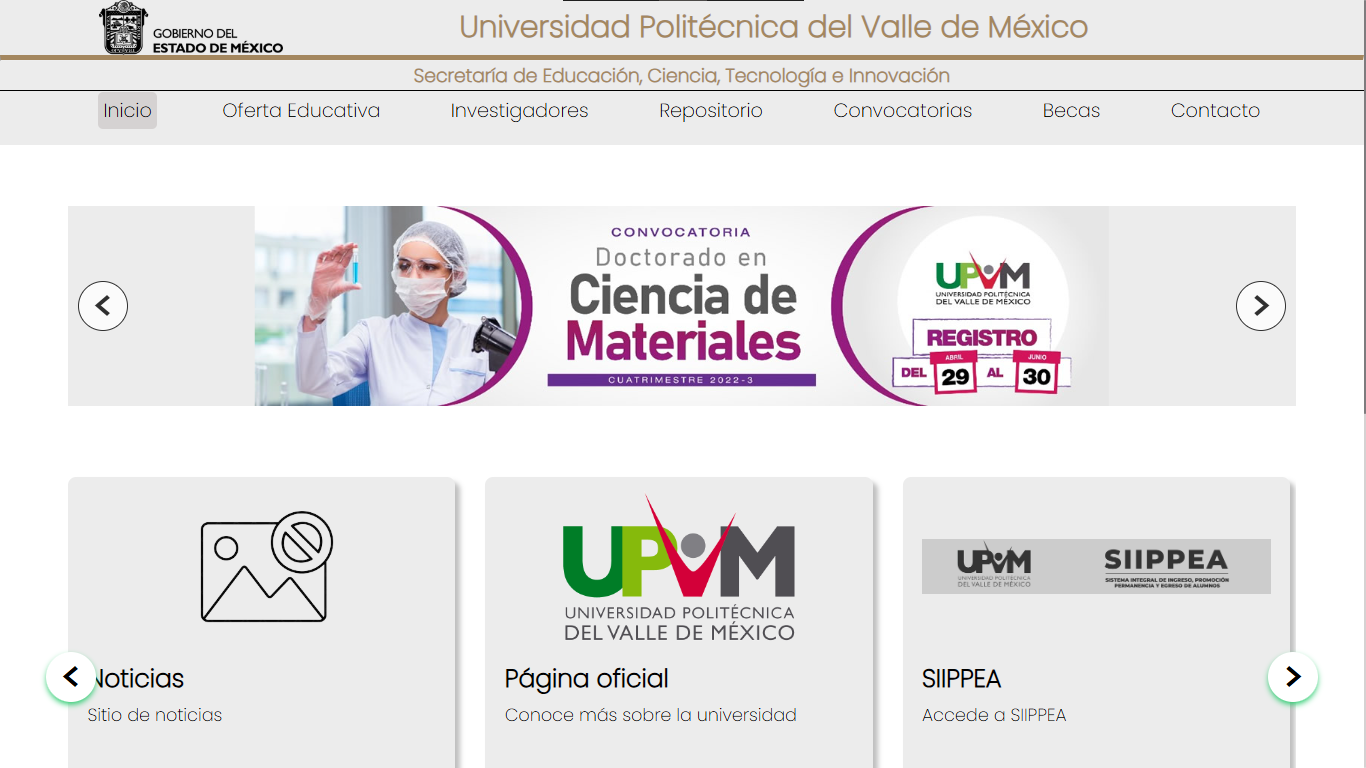 GOBIERNO DEL
ESTADO DE MÉXICO
Universidad Politécnica del Valle de México
Secretaría de Educación, Ciencia, Tecnología e Innovación
Inicio Oferta Educativa Investigadores Repositorio Convocatorias Becas Contacto
CONVOCATORIA
Doctorado en
Ciencia de
Materiales
CUATRIMESTRE 2022-3
UPVM
UNIVERSIDAD POLITÉCNICA
DEL VALLE DE MÉXICO
REGISTRO
DEL ABRIL 29 AL JUNIO 30
UPVM
UNIVERSIDAD POLITÉCNICA
DEL VALLE DE MÉXICO
UPVM
UNIVERSIDAD POLITÉCNICA
DEL VALLE DE MÉXICO
SIIPPEA
SISTEMA INTEGRAL DE INGRESO, PROMOCIÓN
PERMANENCIA Y EGRESO DE ALUMNOS
Noticias
Sitio de noticias
Página oficial
Conoce más sobre la universidad
SIIPPEA
Accede a SIIPPEA